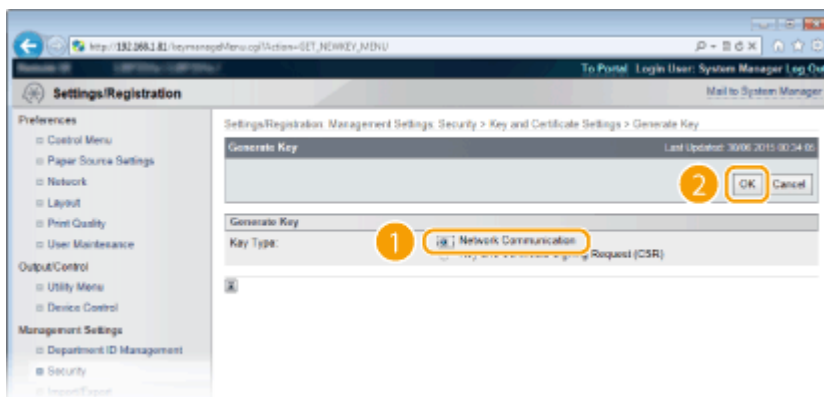 http://192.168.1.81/keymanageMenu.cgi?Action=GET_NEWKEY_MENU
To Portal Login User: System Manager Log Out
Settings/Registration
Mail to System Manager
Preferences
Control Menu
Paper Source Settings
Network
Layout
Print Quality
User Maintenance
Output/Control
Utility Menu
Device Control
Management Settings
Department ID Management
Security
Import/Export
Settings/Registration: Management Settings: Security > Key and Certificate Settings > Generate Key
Generate Key
Last Updated: 30/06 2015 00:34:05
2
OK Cancel
Generate Key
Key Type:
1
Network Communication
Request (CSR)